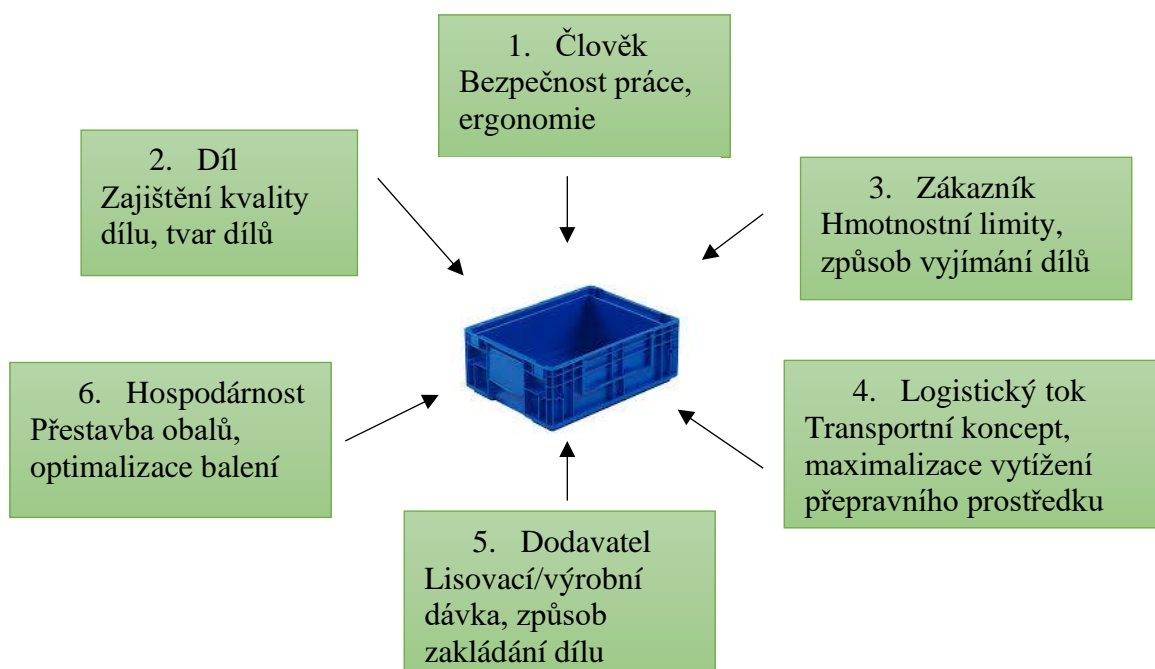 1. Člověk
Bezpečnost práce,
ergonomie
2. Díl
Zajištění kvality
dílu, tvar dílů
3. Zákazník
Hmotnostní limity,
způsob vyjímání dílů
4. Logistický tok
Transportní koncept,
maximalizace vytížení
přepravního prostředku
5. Dodavatel
Lisovací/výrobní
dávka, způsob
zakládání dílu
6. Hospodárnost
Přestavba obalů,
optimalizace balení